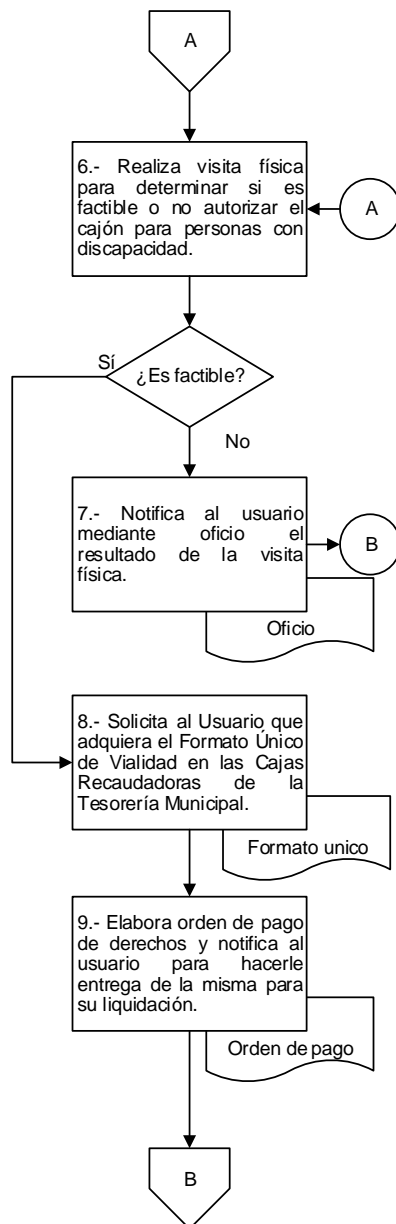 A
6.- Realiza visita física
para determinar si es
factible o no autorizar el
cajón para personas con
discapacidad.
A
Sí
¿Es factible?
No
7.- Notifica al usuario
mediante oficio el
resultado de la visita
física.
B
Oficio
8.- Solicita al Usuario que
adquiera el Formato Único
de Vialidad en las Cajas
Recaudadoras de la
Tesorería Municipal.
Formato unico
9.- Elabora orden de pago
de derechos y notifica al
usuario para hacerle
entrega de la misma para
su liquidación.
Orden de pago
B